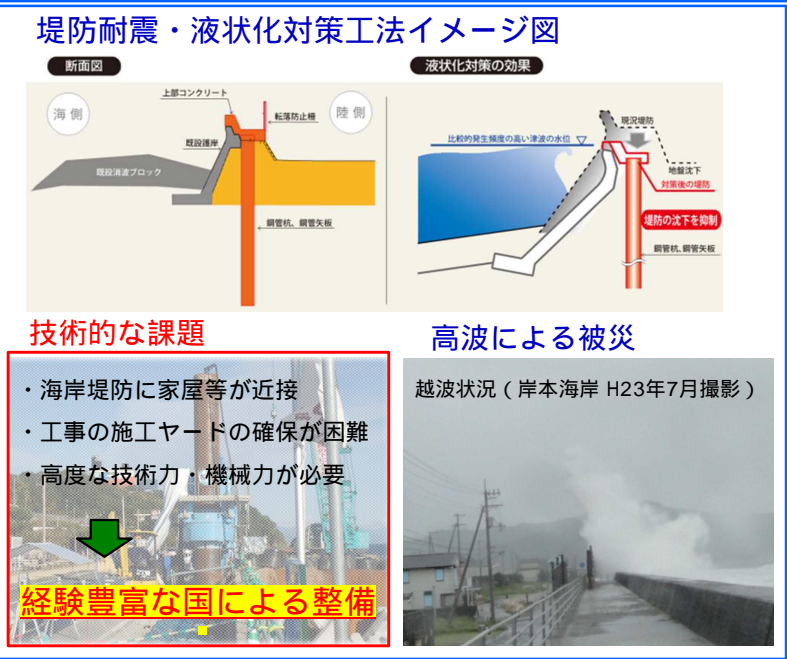 堤防耐震・液状化対策工法イメージ図
断面図
海 側
上部コンクリート
転落防止柵
陸 側
既設護岸
既設消波ブロック
鋼管杭、鋼管矢板
液状化対策の効果
現況堤防
比較的発生頻度の高い津波の水位
地盤沈下
対策後の堤防
堤防の沈下を抑制
鋼管杭、鋼管矢板
技術的な課題
・海岸堤防に家屋等が近接
・工事の施工ヤードの確保が困難
・高度な技術力・機械力が必要
経験豊富な国による整備
高波による被災
越波状況(岸本海岸 H23年7月撮影)